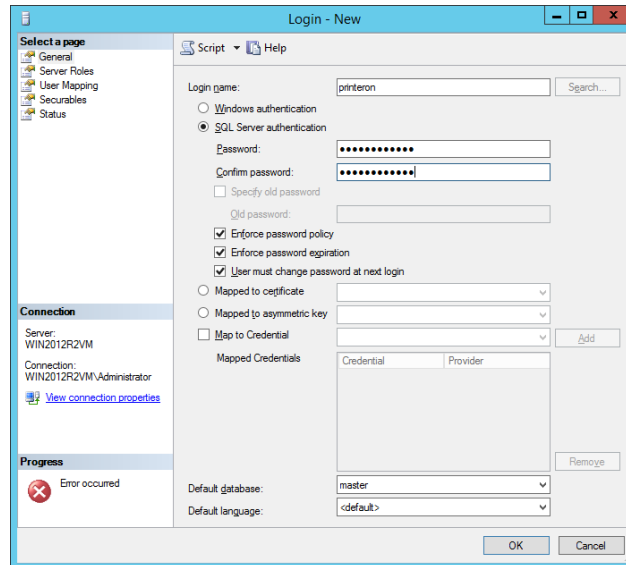 Login - New
Select a page
General
Server Roles
User Mapping
Securables
Status
Script Help
Login name: printeron Search...
Windows authentication
SQL Server authentication
Password: ●●●●●●●●●●●●
Confirm password: ●●●●●●●●●●●●
Specify old password
Old password:
Enforce password policy
Enforce password expiration
User must change password at next login
Mapped to certificate
Mapped to asymmetric key
Map to Credential Add
Mapped Credentials Credential Provider
Remove
Default database: master
Default language: <default>
Connection
Server:
WIN2012R2VM
Connection:
WIN2012R2VM\Administrator
View connection properties
Progress
Error occurred
OK Cancel